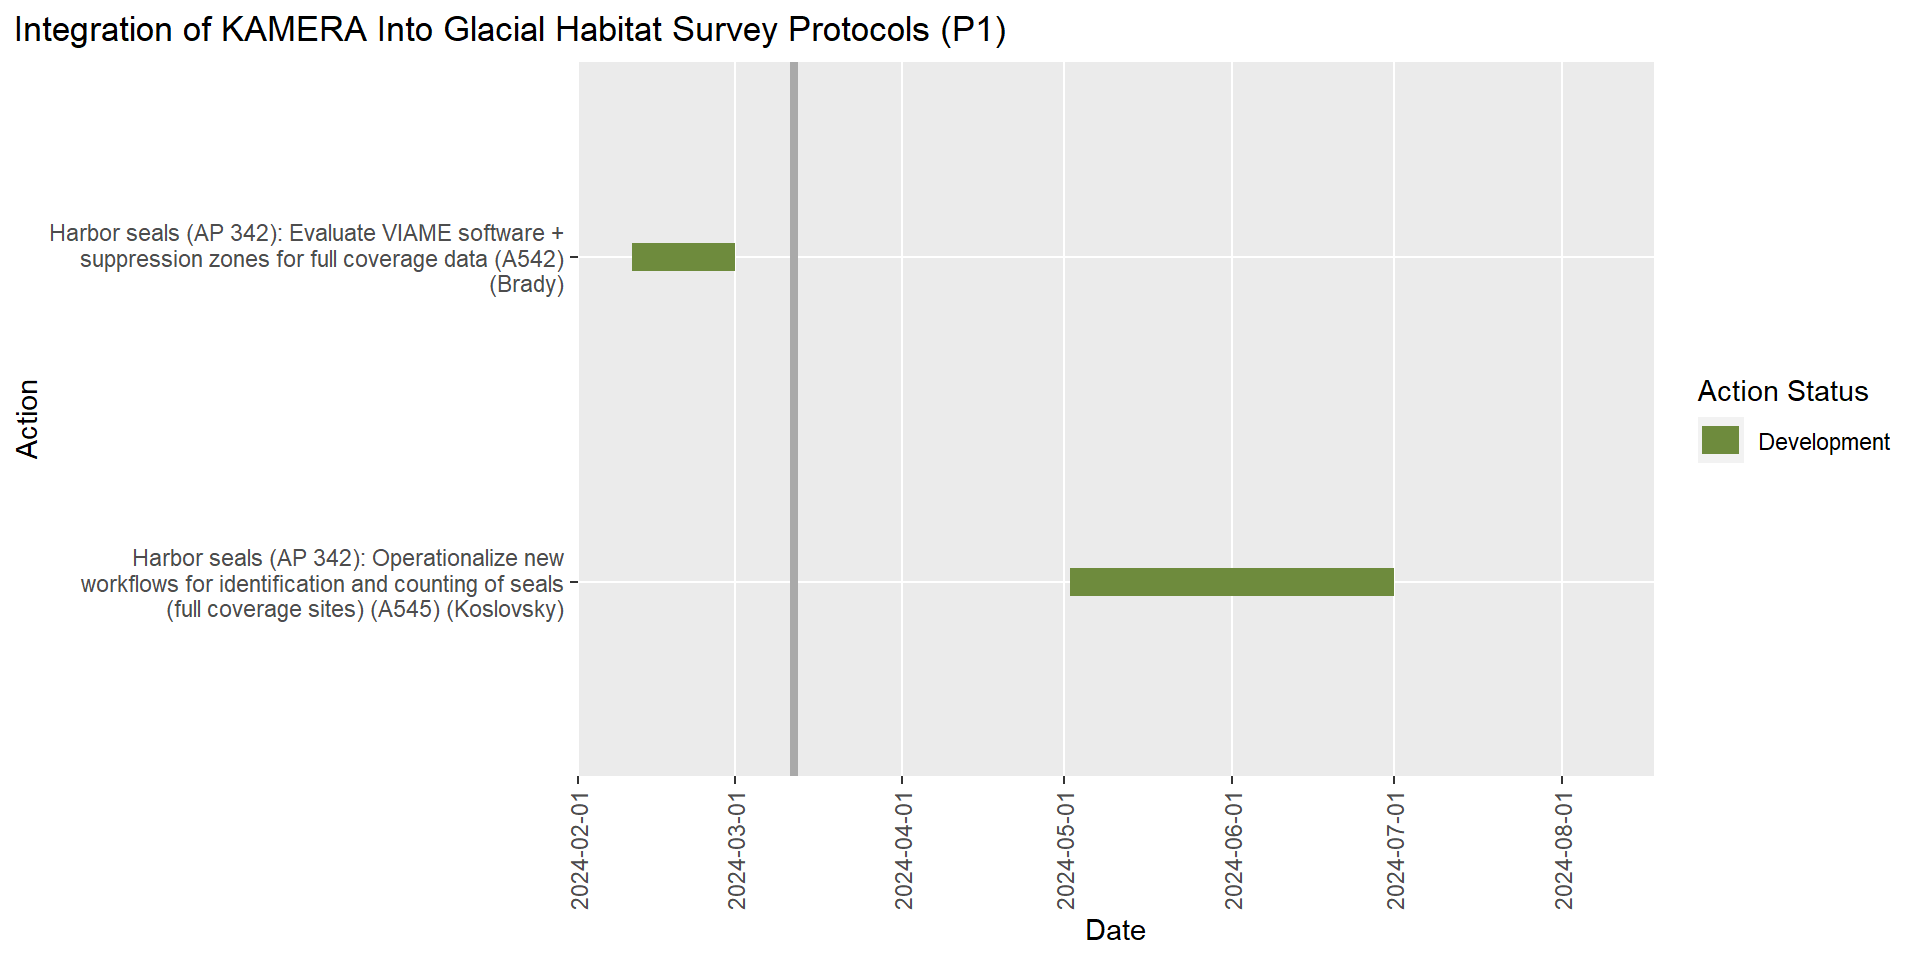 Integration of KAMERA Into Glacial Habitat Survey Protocols (P1)
Harbor seals (AP 342): Evaluate VIAME software +
suppression zones for full coverage data (A542)
(Brady)
Harbor seals (AP 342): Operationalize new
workflows for identification and counting of seals
(full coverage sites) (A545) (Koslovsky)
Action
2024-02-01
2024-03-01
2024-04-01
2024-05-01
2024-06-01
2024-07-01
2024-08-01
Date
Action Status
Development